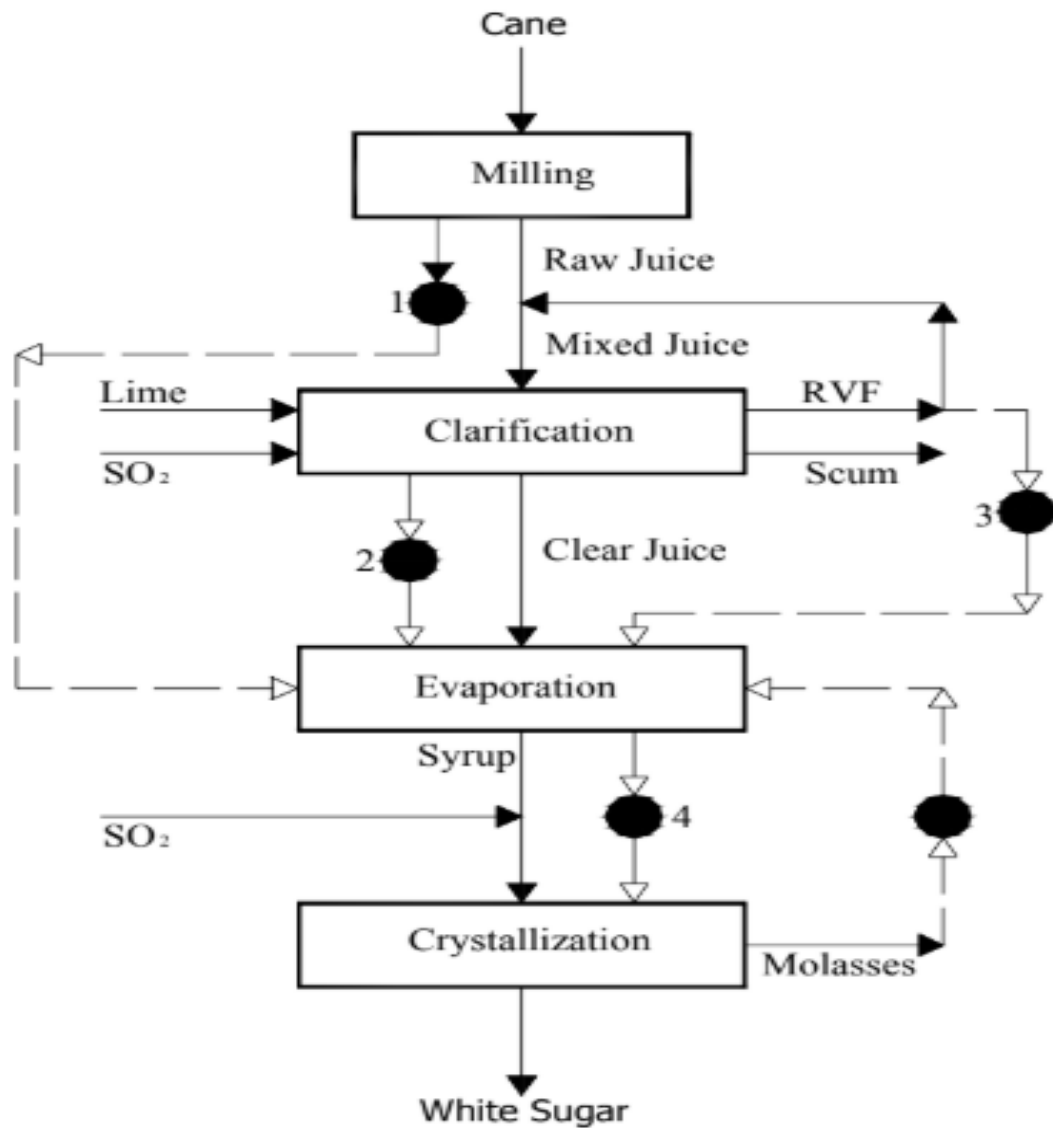 Cane
Milling
Raw Juice
1
Mixed Juice
Lime
RVF
Clarification
SO₂
Scum
3
2
Clear Juice
Evaporation
Syrup
4
SO₂
Crystallization
Molasses
White Sugar